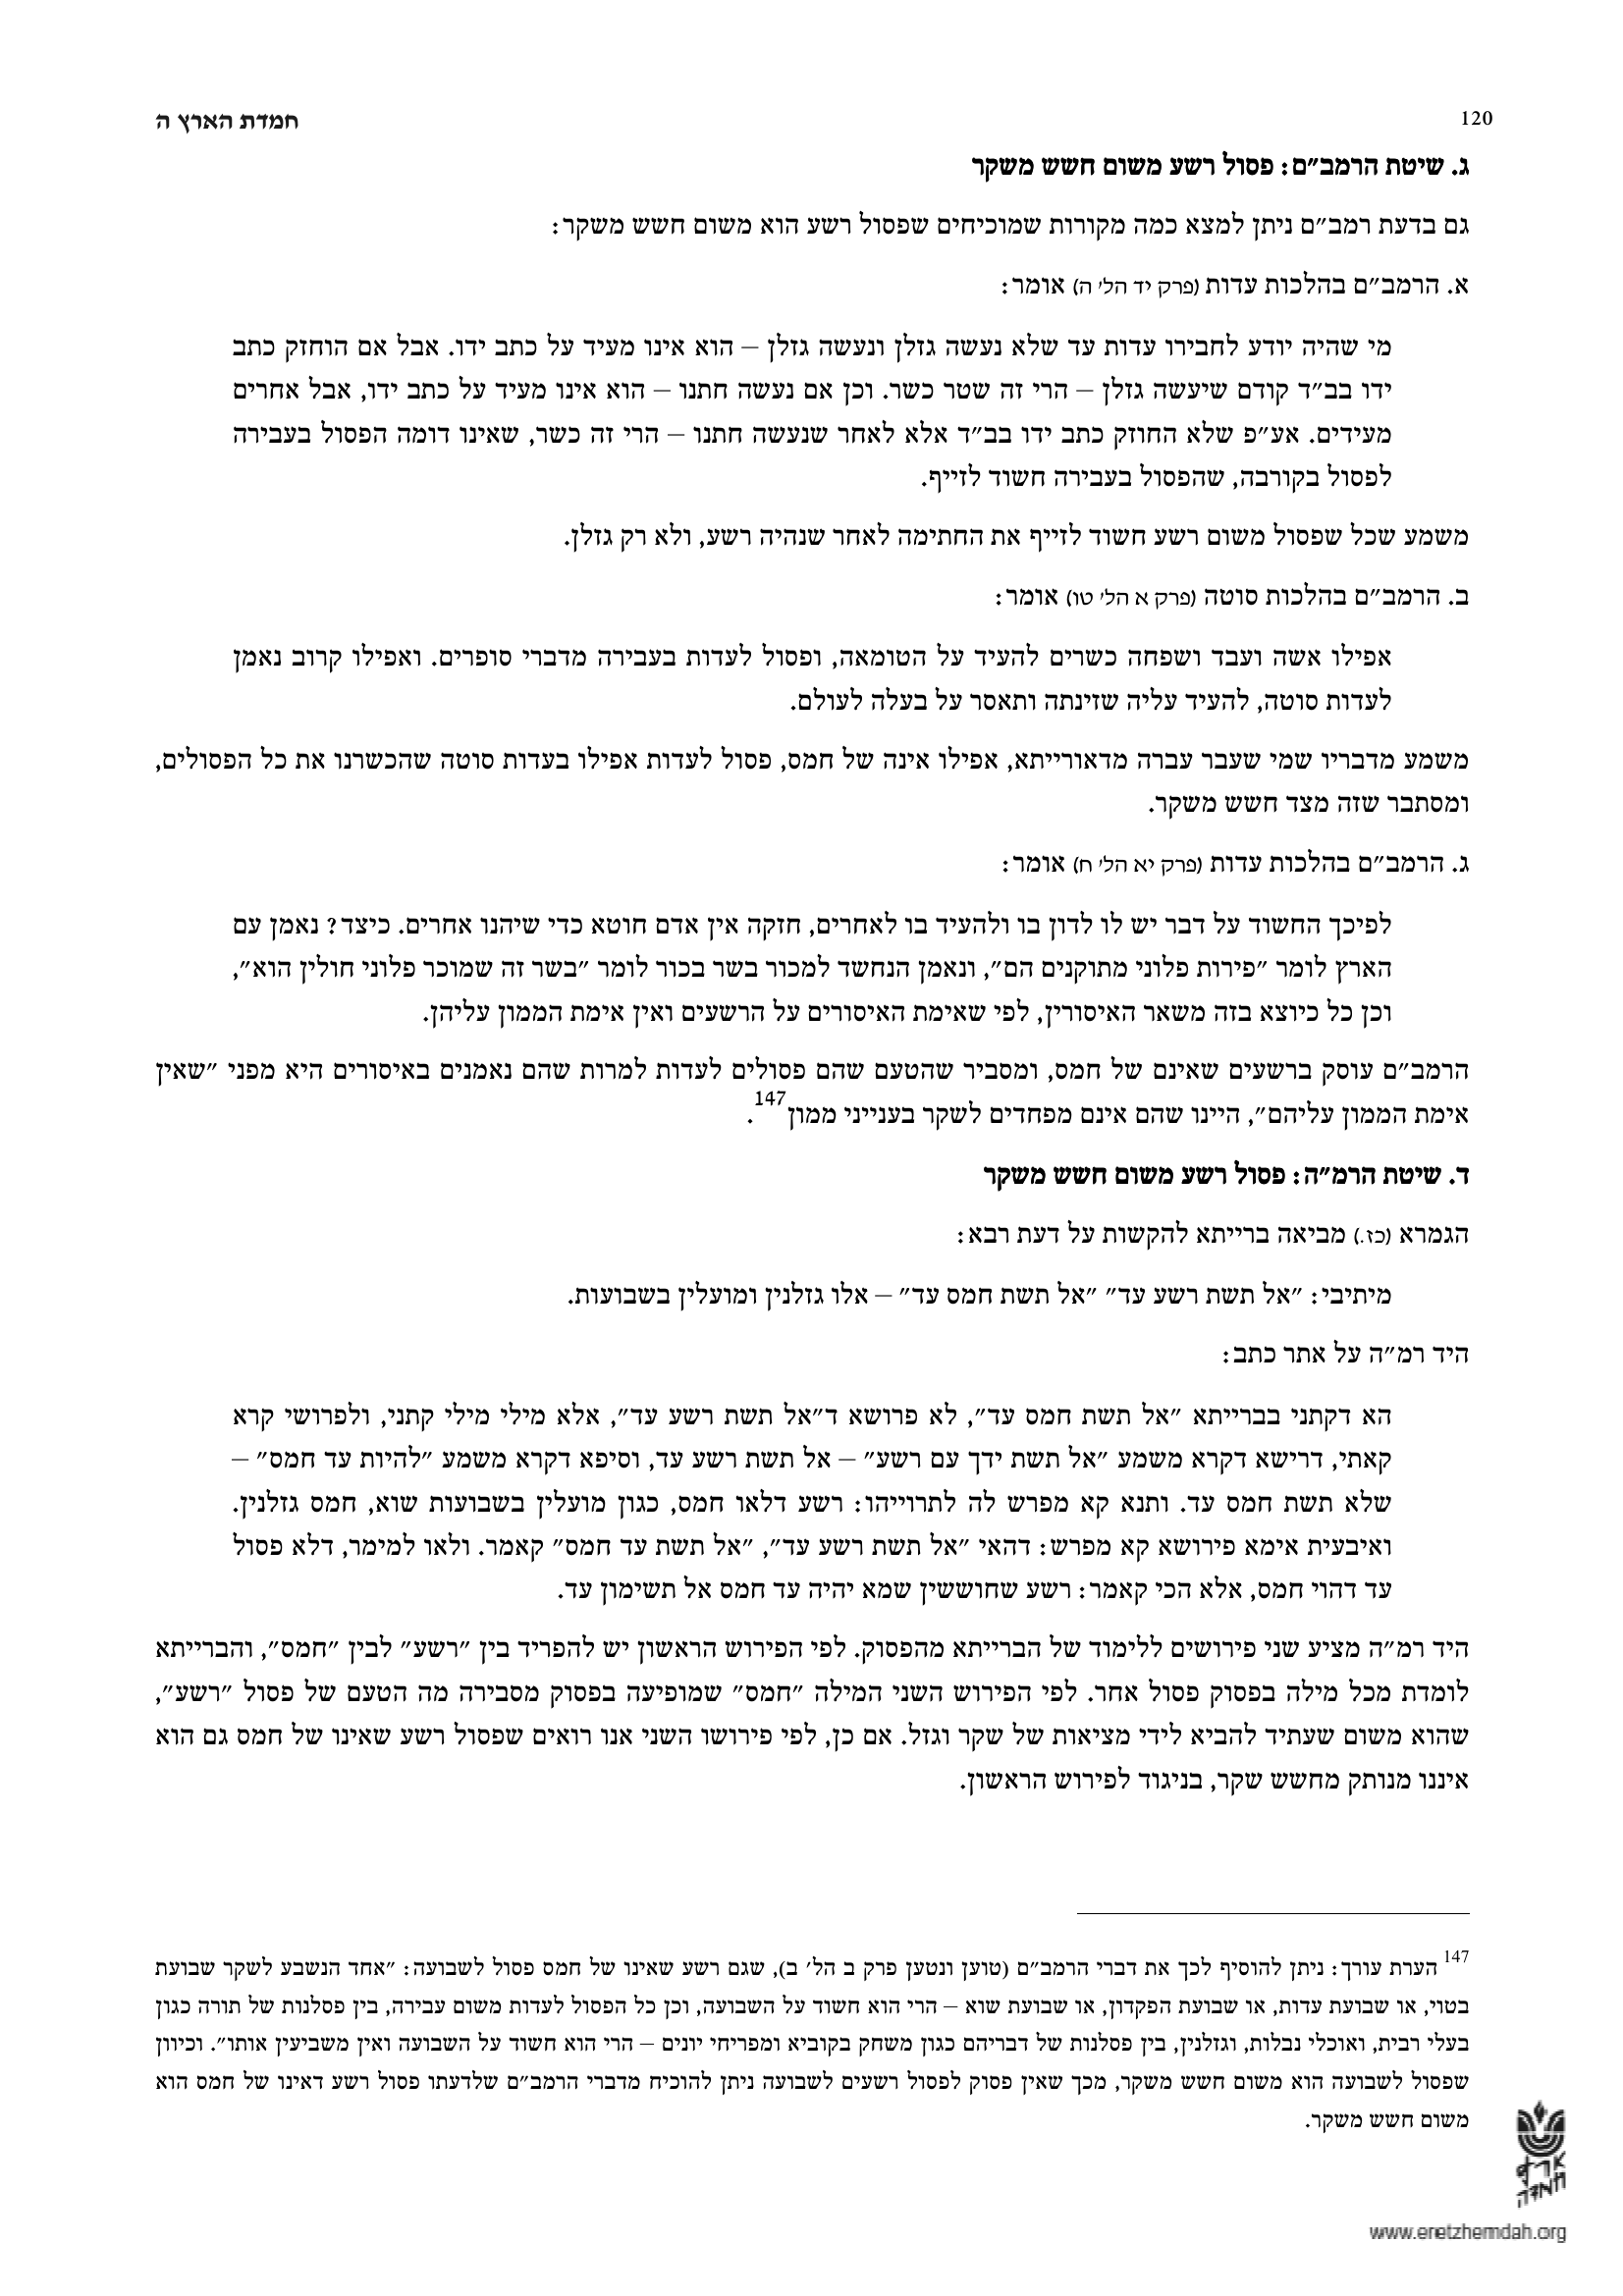 120
חמדת הארץ ה
ג. שיטת הרמב״ם: פסול רשע משום חשש משקר
גם בדעת רמב״ם ניתן למצא כמה מקורות שמוכיחים שפסול רשע הוא משום חשש משקר:
א. הרמב״ם בהלכות עדות (פרק יד הל׳ ה) אומר:
מי שהיה יודע לחבירו עדות עד שלא נעשה גזלן ונעשה גזלן – הוא אינו מעיד על כתב ידו. אבל אם הוחזק כתב
ידו בב״ד קודם שיעשה גזלן – הרי זה שטר כשר. וכן אם נעשה חתנו – הוא אינו מעיד על כתב ידו, אבל אחרים
מעידים. אע״פ שלא החוזק כתב ידו בב״ד אלא לאחר שנעשה חתנו – הרי זה כשר, שאינו דומה הפסול בעבירה
לפסול בקורבה, שהפסול בעבירה חשוד לזייף.
משמע שכל שפסול משום רשע חשוד לזייף את החתימה לאחר שנהיה רשע, ולא רק גזלן.
ב. הרמב״ם בהלכות סוטה (פרק א הל׳ טו) אומר:
אפילו אשה ועבד ושפחה כשרים להעיד על הטומאה, ופסול לעדות בעבירה מדברי סופרים. ואפילו קרוב נאמן
לעדות סוטה, להעיד עליה שזינתה ותאסר על בעלה לעולם.
משמע מדבריו שמי שעבר עברה מדאורייתא, אפילו אינה של חמס, פסול לעדות אפילו בעדות סוטה שהכשרנו את כל הפסולים,
ומסתבר שזה מצד חשש משקר.
ג. הרמב״ם בהלכות עדות (פרק יא הל׳ ח) אומר:
לפיכך החשוד על דבר יש לו לדון בו ולהעיד בו לאחרים, חזקה אין אדם חוטא כדי שיהנו אחרים. כיצד? נאמן עם
הארץ לומר ״פירות פלוני מתוקנים הם״, ונאמן הנחשד למכור בשר בכור לומר ״בשר זה שמוכר פלוני חולין הוא״,
וכן כל כיוצא בזה משאר האיסורין, לפי שאימת האיסורים על הרשעים ואין אימת הממון עליהן.
הרמב״ם עוסק ברשעים שאינם של חמס, ומסביר שהטעם שהם פסולים לעדות למרות שהם נאמנים באיסורים היא מפני ״שאין
אימת הממון עליהם״, היינו שהם אינם מפחדים לשקר בענייני ממון147.
ד. שיטת הרמ״ה: פסול רשע משום חשש משקר
הגמרא (כז.) מביאה ברייתא להקשות על דעת רבא:
מיתיבי: ״אל תשת רשע עד״ ״אל תשת חמס עד״ – אלו גזלנין ומועלין בשבועות.
היד רמ״ה על אתר כתב:
הא דקתני בברייתא ״אל תשת חמס עד״, לא פרושא ד״אל תשת רשע עד״, אלא מילי מילי קתני, ולפרושי קרא
קאתי, דרישא דקרא משמע ״אל תשת ידך עם רשע״ – אל תשת רשע עד, וסיפא דקרא משמע ״להיות עד חמס״ –
שלא תשת חמס עד. ותנא קא מפרש לה לתרוייהו: רשע דלאו חמס, כגון מועלין בשבועות שוא, חמס גזלנין.
ואיבעית אימא פירושא קא מפרש: דהאי ״אל תשת רשע עד״, ״אל תשת עד חמס״ קאמר. ולאו למימר, דלא פסול
עד דהוי חמס, אלא הכי קאמר: רשע שחוששין שמא יהיה עד חמס אל תשימון עד.
היד רמ״ה מציע שני פירושים ללימוד של הברייתא מהפסוק. לפי הפירוש הראשון יש להפריד בין ״רשע״ לבין ״חמס״, והברייתא
לומדת מכל מילה בפסוק פסול אחר. לפי הפירוש השני המילה ״חמס״ שמופיעה בפסוק מסבירה מה הטעם של פסול ״רשע״,
שהוא משום שעתיד להביא לידי מציאות של שקר וגזל. אם כן, לפי פירושו השני אנו רואים שפסול רשע שאינו של חמס גם הוא
איננו מנותק מחשש שקר, בניגוד לפירוש הראשון.
147 הערת עורך: ניתן להוסיף לכך את דברי הרמב״ם (טוען ונטען פרק ב הל׳ ב), שגם רשע שאינו של חמס פסול לשבועה: ״אחד הנשבע לשקר שבועת
בטוי, או שבועת עדות, או שבועת הפקדון, או שבועת שוא – הרי הוא חשוד על השבועה, וכן כל הפסול לעדות משום עבירה, בין פסלנות של תורה כגון
בעלי רבית, ואוכלי נבלות, וגזלנין, בין פסלנות של דבריהם כגון משחק בקוביא ומפריחי יונים – הרי הוא חשוד על השבועה ואין משביעין אותו״. וכיוון
שפסול לשבועה הוא משום חשש משקר, מכך שאין פסוק לפסול רשעים לשבועה ניתן להוכיח מדברי הרמב״ם שלדעתו פסול רשע דאינו של חמס הוא
משום חשש משקר.
ארץ
חמדה
www.eretzhemdah.org